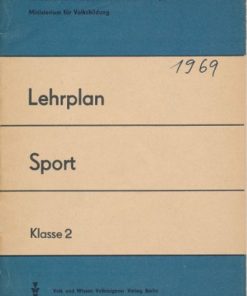 Ministerium für Volksbildung
1969
Lehrplan
Sport
Klasse 2
Volk und Wissen Volkseigener Verlag Berlin